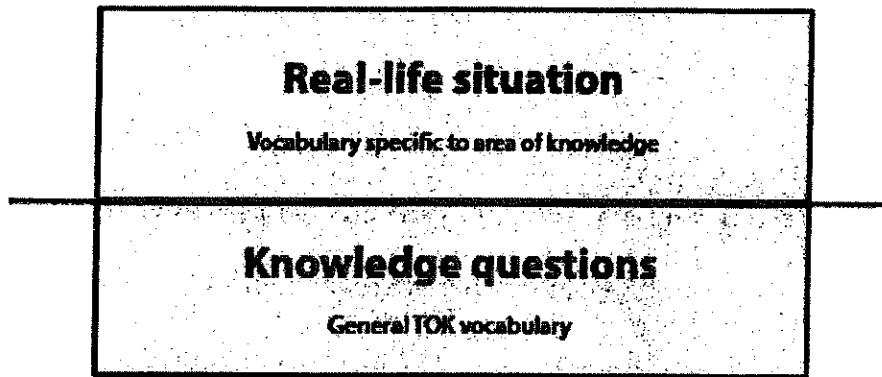 Real-life situation
Vocabulary specific to area of knowledge
Knowledge questions
General TOK vocabulary